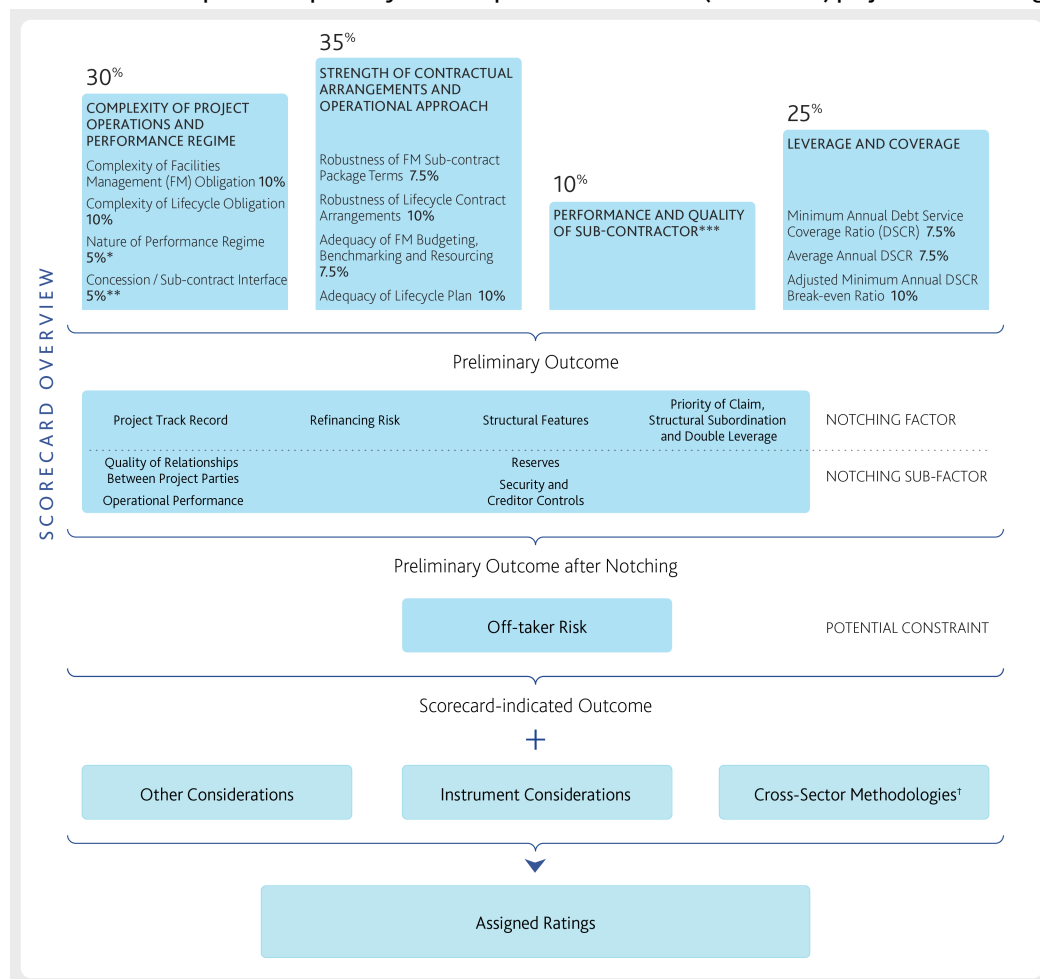 SCORECARD OVERVIEW
30%
COMPLEXITY OF PROJECT
OPERATIONS AND
PERFORMANCE REGIME
Complexity of Facilities
Management (FM) Obligation 10%
Complexity of Lifecycle Obligation
10%
Nature of Performance Regime
5%*
Concession / Sub-contract Interface
5%**
35%
STRENGTH OF CONTRACTUAL
ARRANGEMENTS AND
OPERATIONAL APPROACH
Robustness of FM Sub-contract
Package Terms 7.5%
Robustness of Lifecycle Contract
Arrangements 10%
Adequacy of FM Budgeting,
Benchmarking and Resourcing
7.5%
Adequacy of Lifecycle Plan 10%
10%
PERFORMANCE AND QUALITY
OF SUB-CONTRACTOR***
25%
LEVERAGE AND COVERAGE
Minimum Annual Debt Service
Coverage Ratio (DSCR) 7.5%
Average Annual DSCR 7.5%
Adjusted Minimum Annual DSCR
Break-even Ratio 10%
Preliminary Outcome
Project Track Record
Refinancing Risk
Structural Features
Priority of Claim,
Structural Subordination
and Double Leverage
NOTCHING FACTOR
Quality of Relationships
Between Project Parties
Operational Performance
Reserves
Security and
Creditor Controls
NOTCHING SUB-FACTOR
Preliminary Outcome after Notching
Off-taker Risk
POTENTIAL CONSTRAINT
Scorecard-indicated Outcome
+
Other Considerations
Instrument Considerations
Cross-Sector Methodologies†
Assigned Ratings